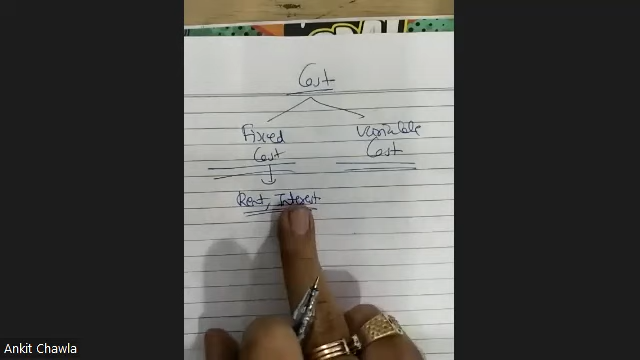 Cost
Fixed
Cost
Variable
Cost
Rent, Interest
Ankit Chawla